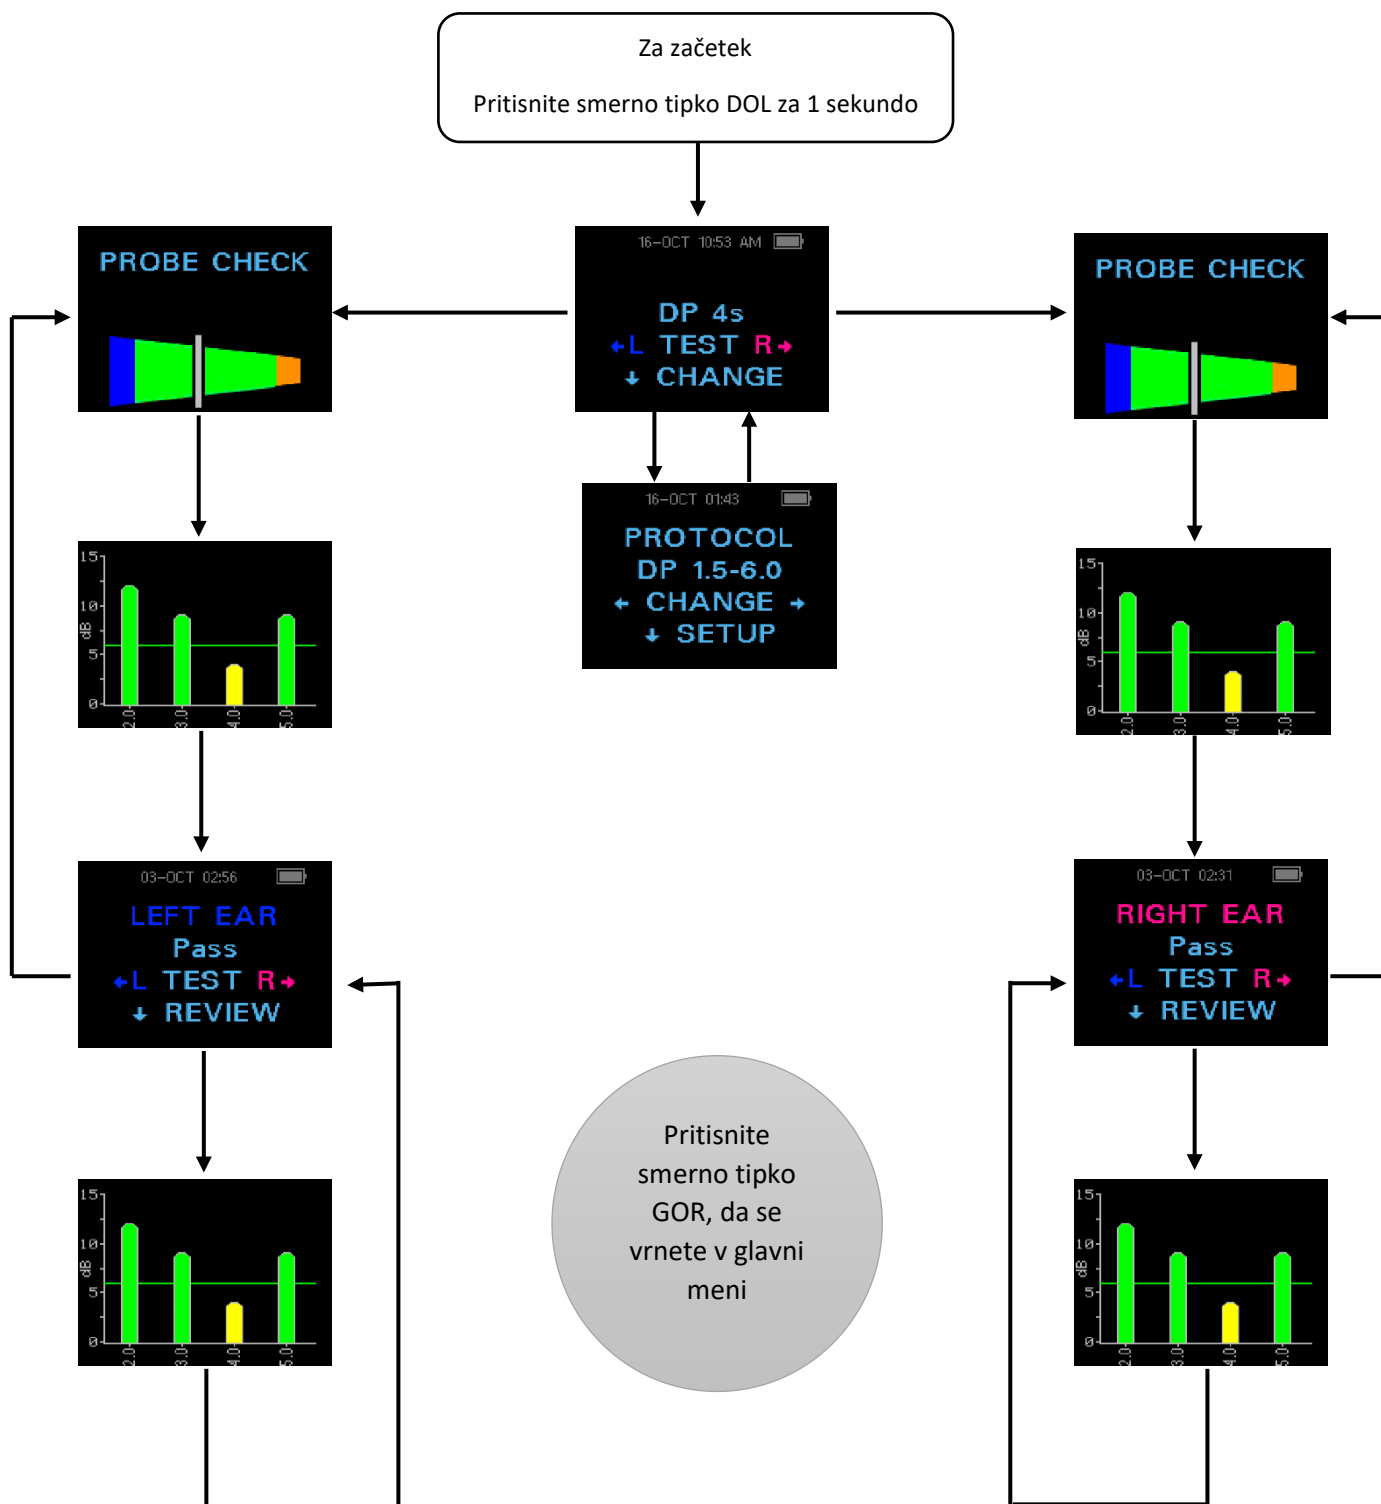 Za začetek
Pritisnite smerno tipko DOL za 1 sekundo
PROBE CHECK
16-OCT 10:53 AM
DP 4s
←L TEST R→
↓ CHANGE
PROBE CHECK
16-OCT 01:43
PROTOCOL
DP 1.5-6.0
← CHANGE →
↓ SETUP
15
10
dB
5
0
2.0
3.0
4.0
5.0
15
10
dB
5
0
2.0
3.0
4.0
5.0
03-OCT 02:56
LEFT EAR
Pass
←L TEST R→
↓ REVIEW
03-OCT 02:31
RIGHT EAR
Pass
←L TEST R→
↓ REVIEW
Pritisnite
smerno tipko
GOR, da se
vrnete v glavni
meni
15
10
dB
5
0
2.0
3.0
4.0
5.0
15
10
dB
5
0
2.0
3.0
4.0
5.0